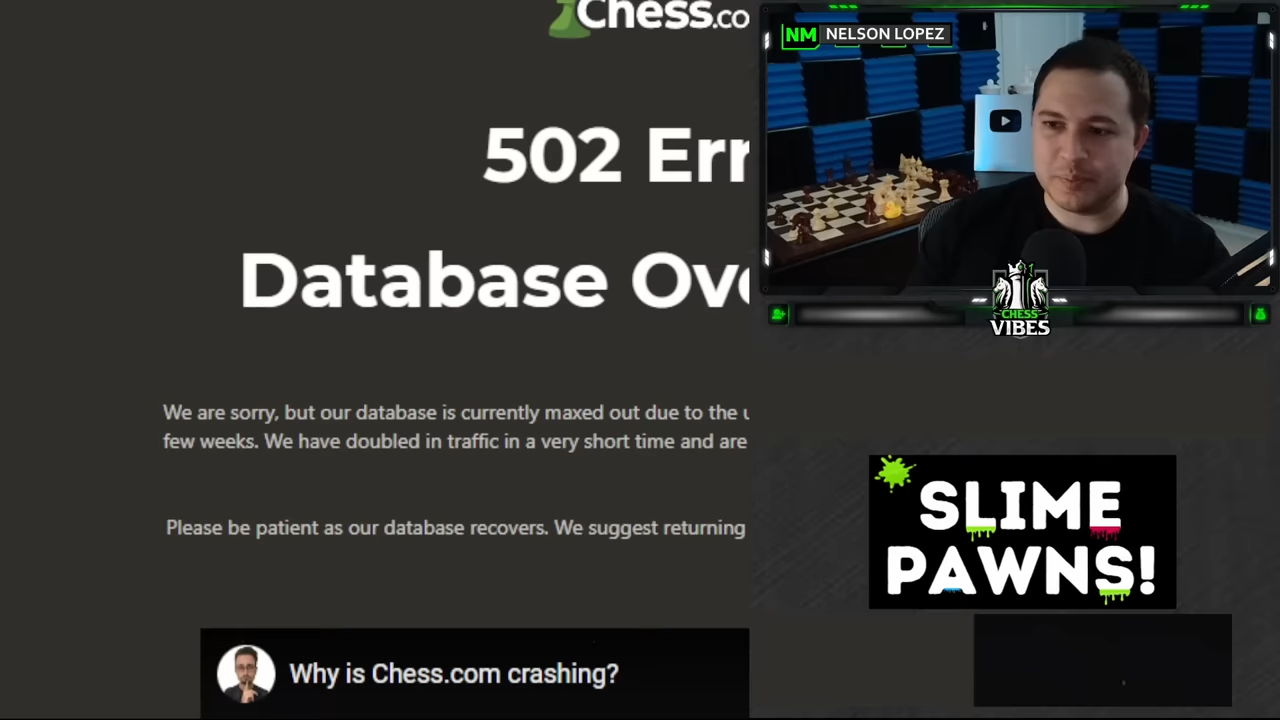 Chess.co
502 Err
Database Ove
We are sorry, but our database is currently maxed out due to the u
few weeks. We have doubled in traffic in a very short time and are
Please be patient as our database recovers. We suggest returning
Why is Chess.com crashing?
NM NELSON LOPEZ
CHESS
VIBES
SLIME
PAWNS!